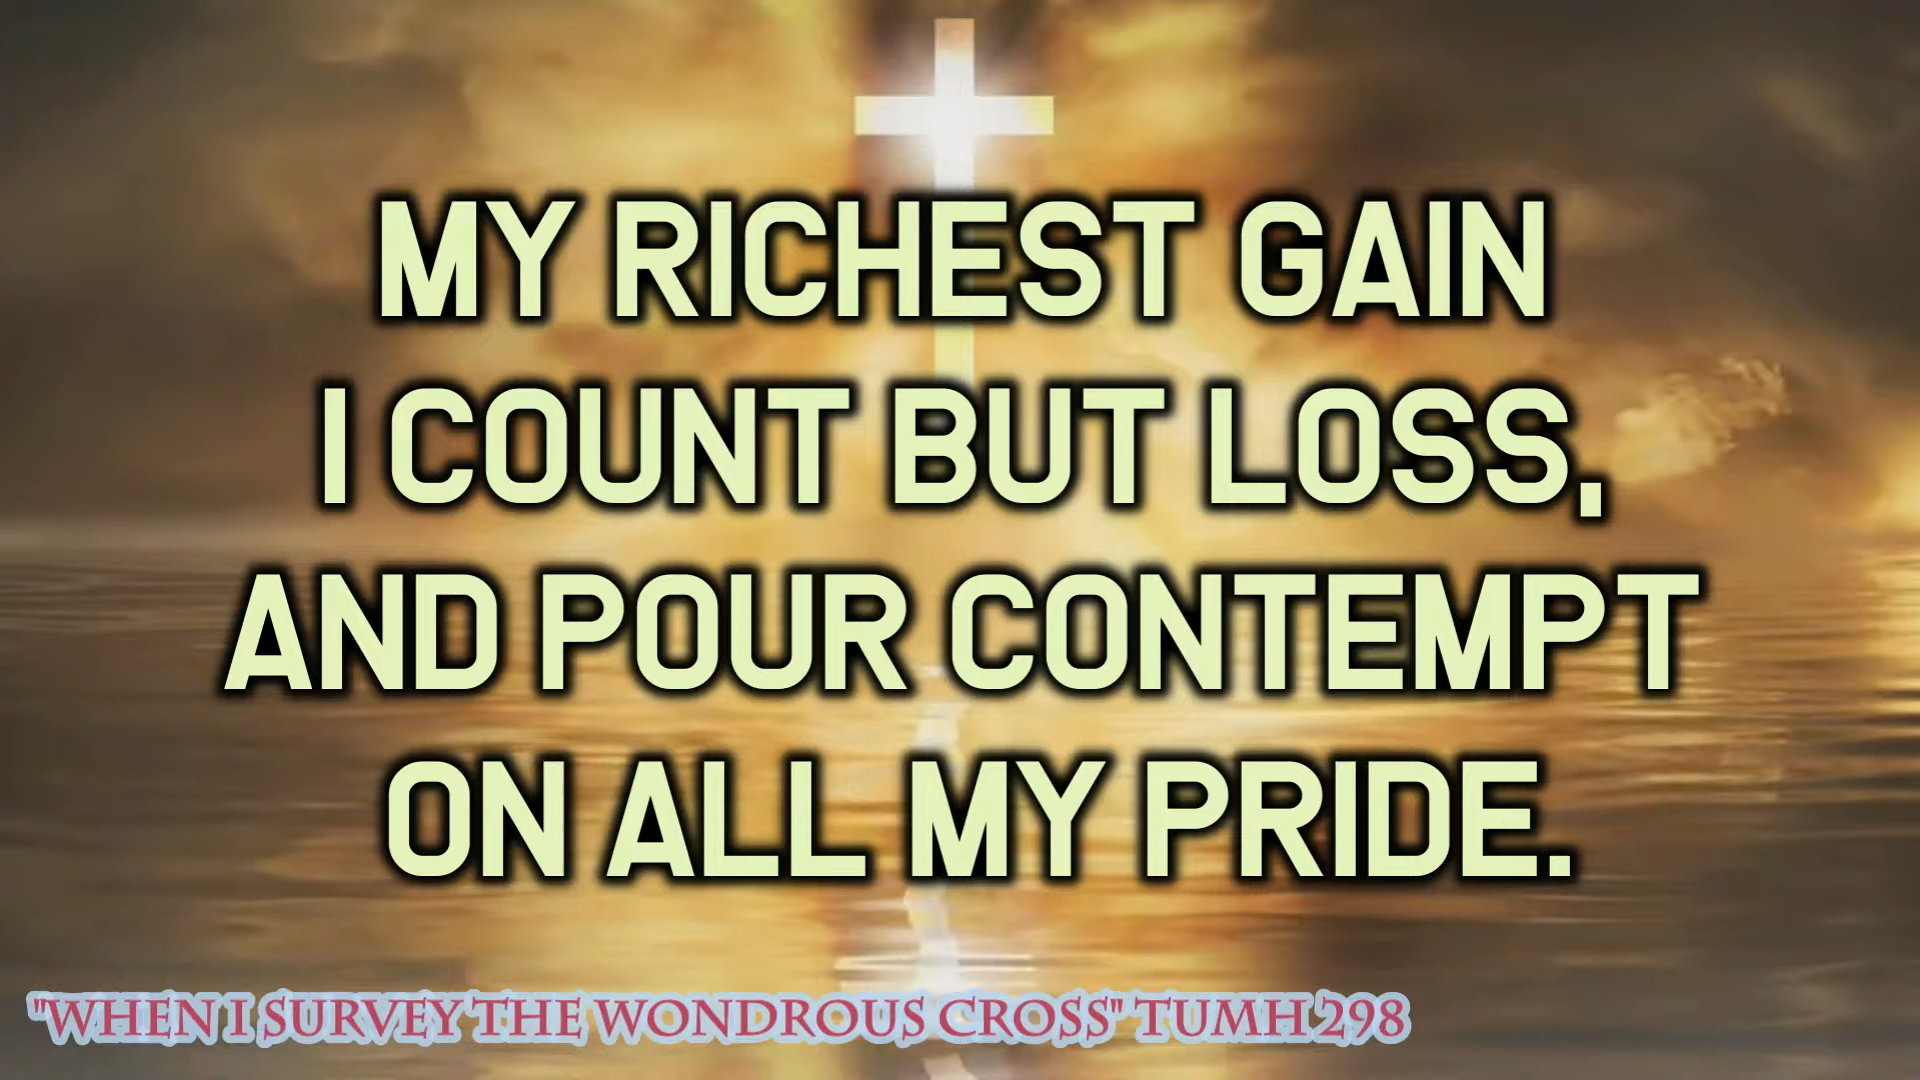 MY RICHEST GAIN
I COUNT BUT LOSS,
AND POUR CONTEMPT
ON ALL MY PRIDE.
"WHEN I SURVEY THE WONDROUS CROSS" TUMH 298